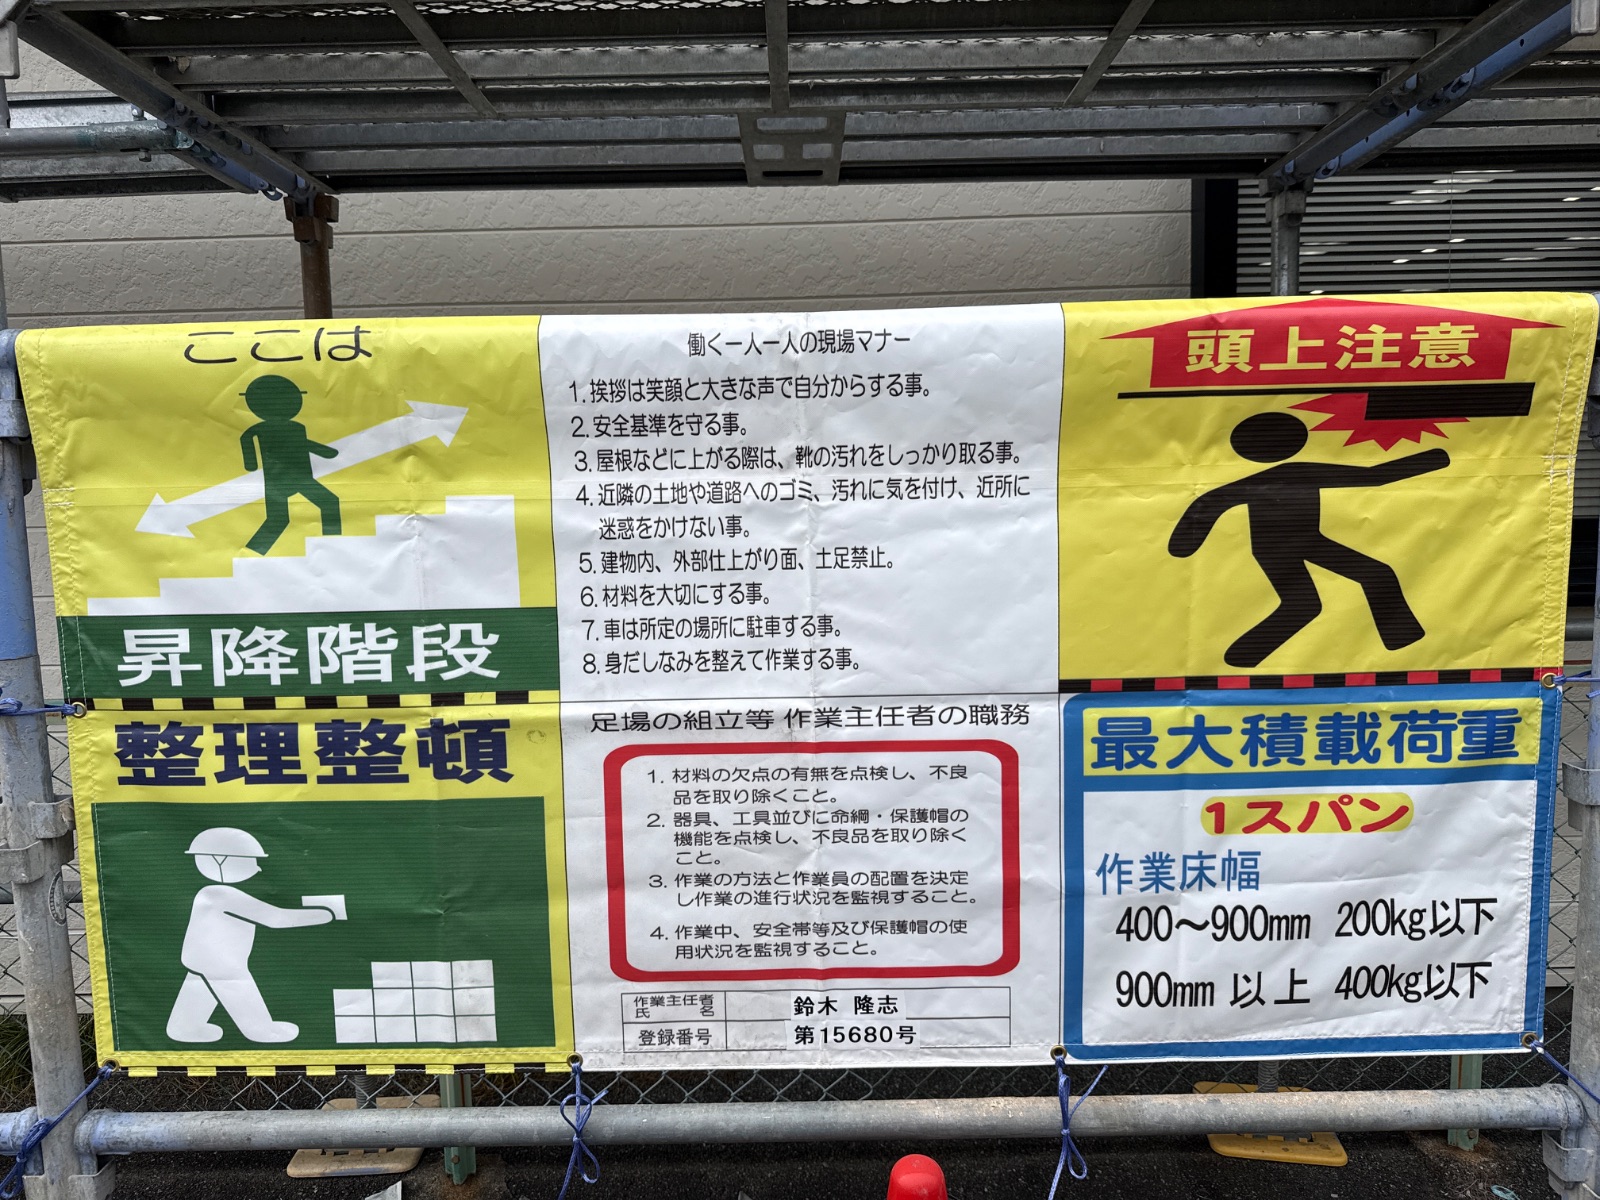 ここは
昇降階段
整理整頓
働く一人一人の現場マナー
1. 挨拶は笑顔と大きな声で自分からする事。
2. 安全基準を守る事。
3. 屋根などに上がる際は、靴の汚れをしっかり取る事。
4. 近隣の土地や道路へのゴミ、汚れに気を付け、近所に
迷惑をかけない事。
5. 建物内、外部仕上がり面、土足禁止。
6. 材料を大切にする事。
7. 車は所定の場所に駐車する事。
8. 身だしなみを整えて作業する事。
足場の組立等 作業主任者の職務
1. 材料の欠点の有無を点検し、不良
品を取り除くこと。
2. 器具、工具並びに命綱・保護帽の
機能を点検し、不良品を取り除く
こと。
3. 作業の方法と作業員の配置を決定
し作業の進行状況を監視すること。
4. 作業中、安全帯等及び保護帽の使
用状況を監視すること。
作業主任者
氏 名 鈴木 隆志
登録番号 第15680号
頭上注意
最大積載荷重
1スパン
作業床幅
400～900mm 200kg以下
900mm 以上 400kg以下